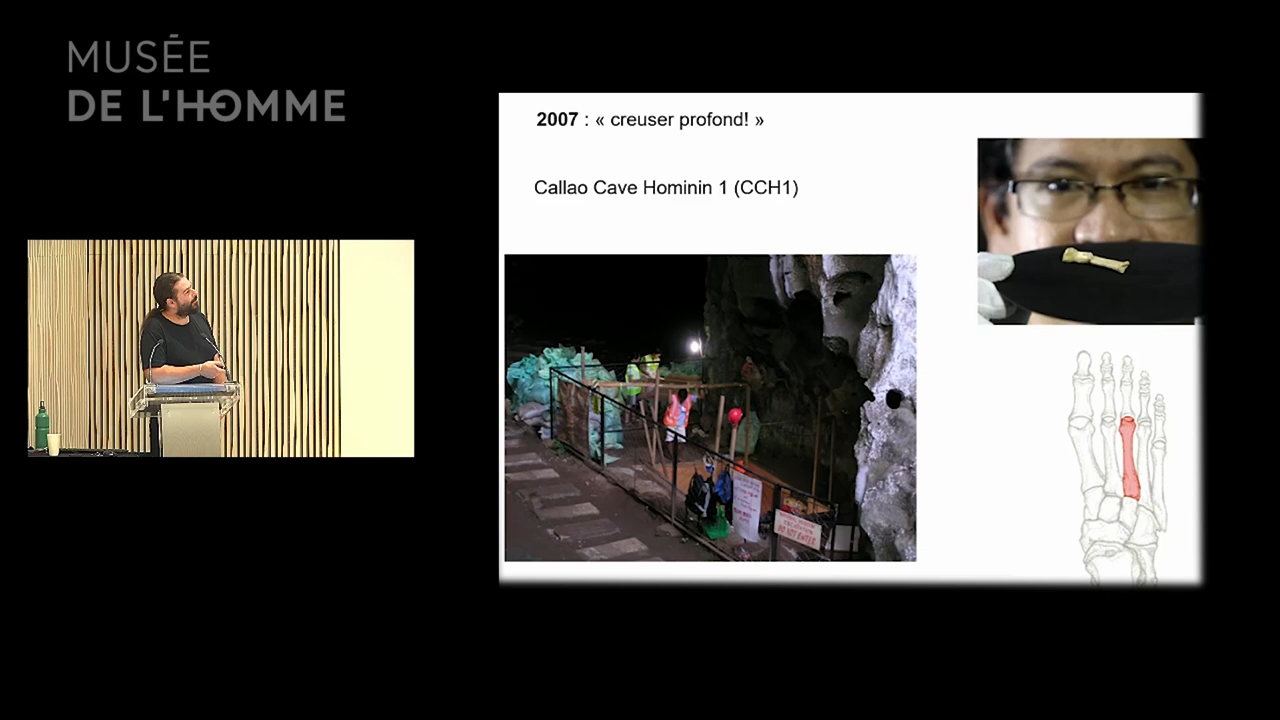 MUSÉE
DE L'HOMME
2007 : « creuser profond! »
Callao Cave Hominin 1 (CCH1)
DO NOT ENTER